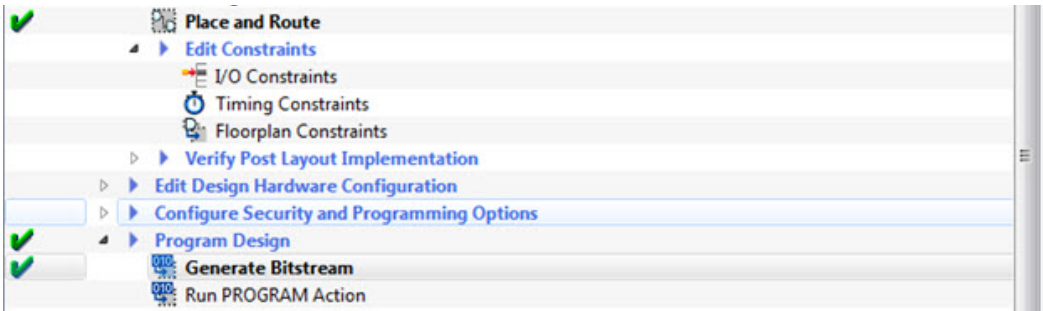 Place and Route
Edit Constraints
I/O Constraints
Timing Constraints
Floorplan Constraints
Verify Post Layout Implementation
Edit Design Hardware Configuration
Configure Security and Programming Options
Program Design
Generate Bitstream
Run PROGRAM Action